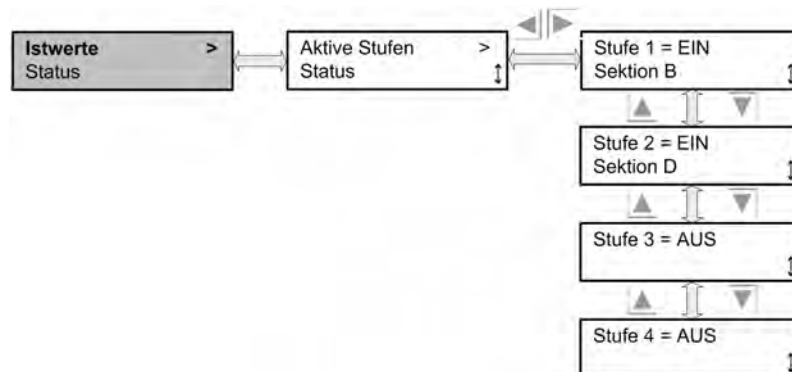 Istwerte >
Status
Aktive Stufen >
Status
Stufe 1 = EIN
Sektion B
Stufe 2 = EIN
Sektion D
Stufe 3 = AUS
Stufe 4 = AUS